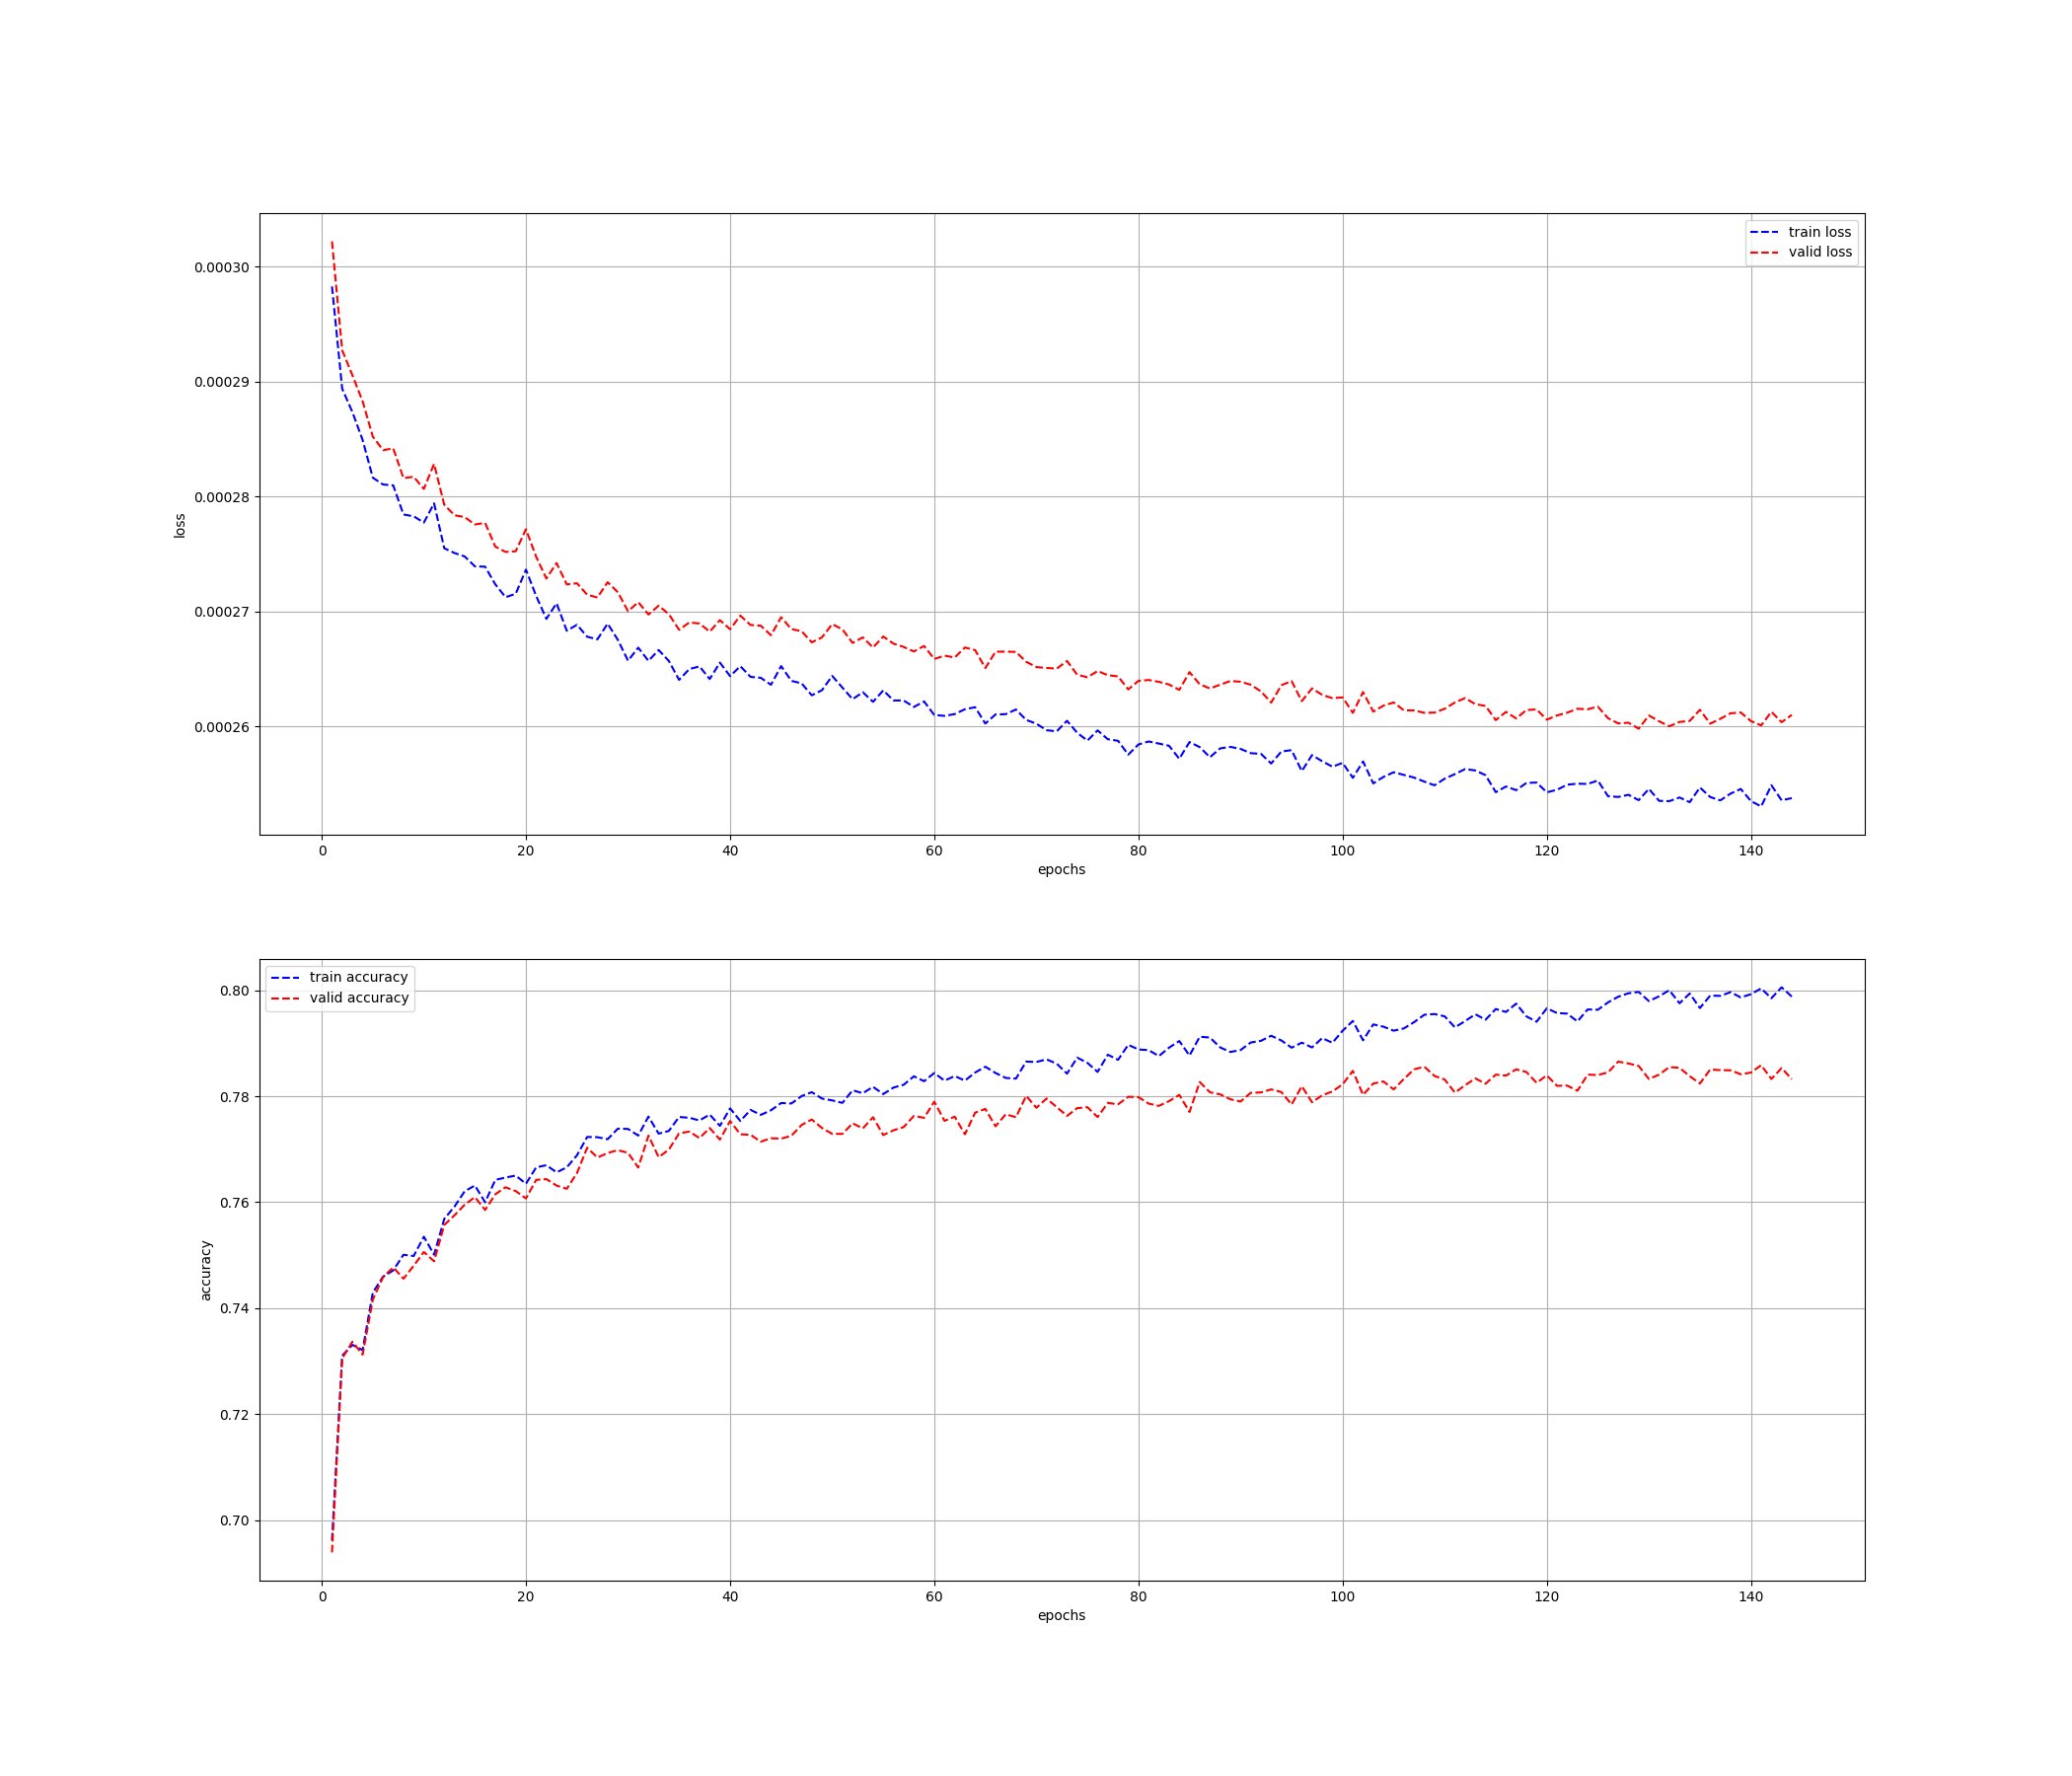 train loss
valid loss
0.00030
0.00029
0.00028
0.00027
0.00026
loss
0 20 40 60 80 100 120 140
epochs
train accuracy
valid accuracy
0.80
0.78
0.76
0.74
0.72
0.70
accuracy
0 20 40 60 80 100 120 140
epochs